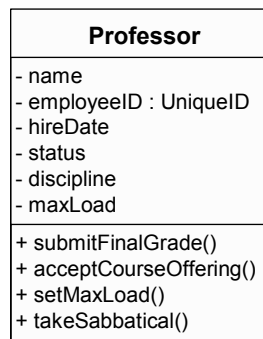 Professor
- name
- employeeID : UniqueID
- hireDate
- status
- discipline
- maxLoad
+ submitFinalGrade()
+ acceptCourseOffering()
+ setMaxLoad()
+ takeSabbatical()